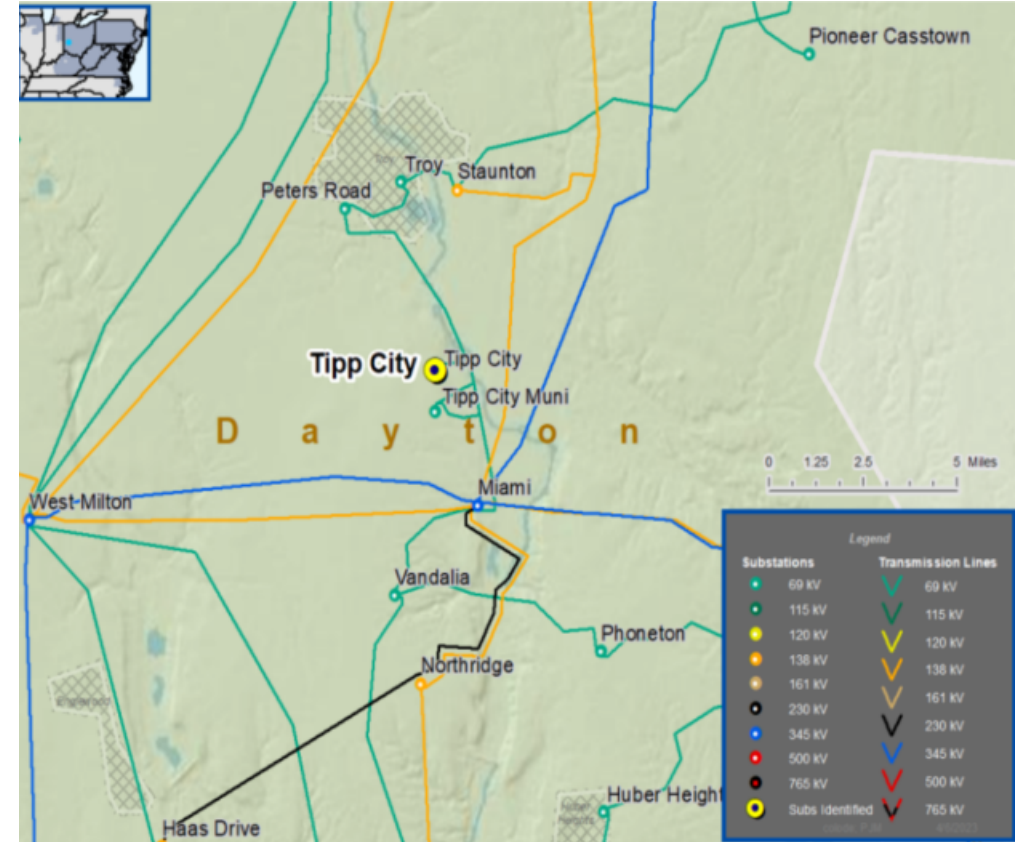 Pioneer Casstown
Troy
Staunton
Peters Road
Tipp City
Tipp City
Tipp City Muni
Dayton
0 1.25 2.5 5 Miles
Miami
West Milton
Vandalia
Phoneton
Northridge
Huber Height
Haas Drive
Legend
Substations
Transmission Lines
69 kV
69 kV
115 kV
115 kV
120 kV
120 kV
138 kV
138 kV
161 kV
161 kV
230 kV
230 kV
345 kV
345 kV
500 kV
500 kV
765 kV
765 kV
Subs Identified